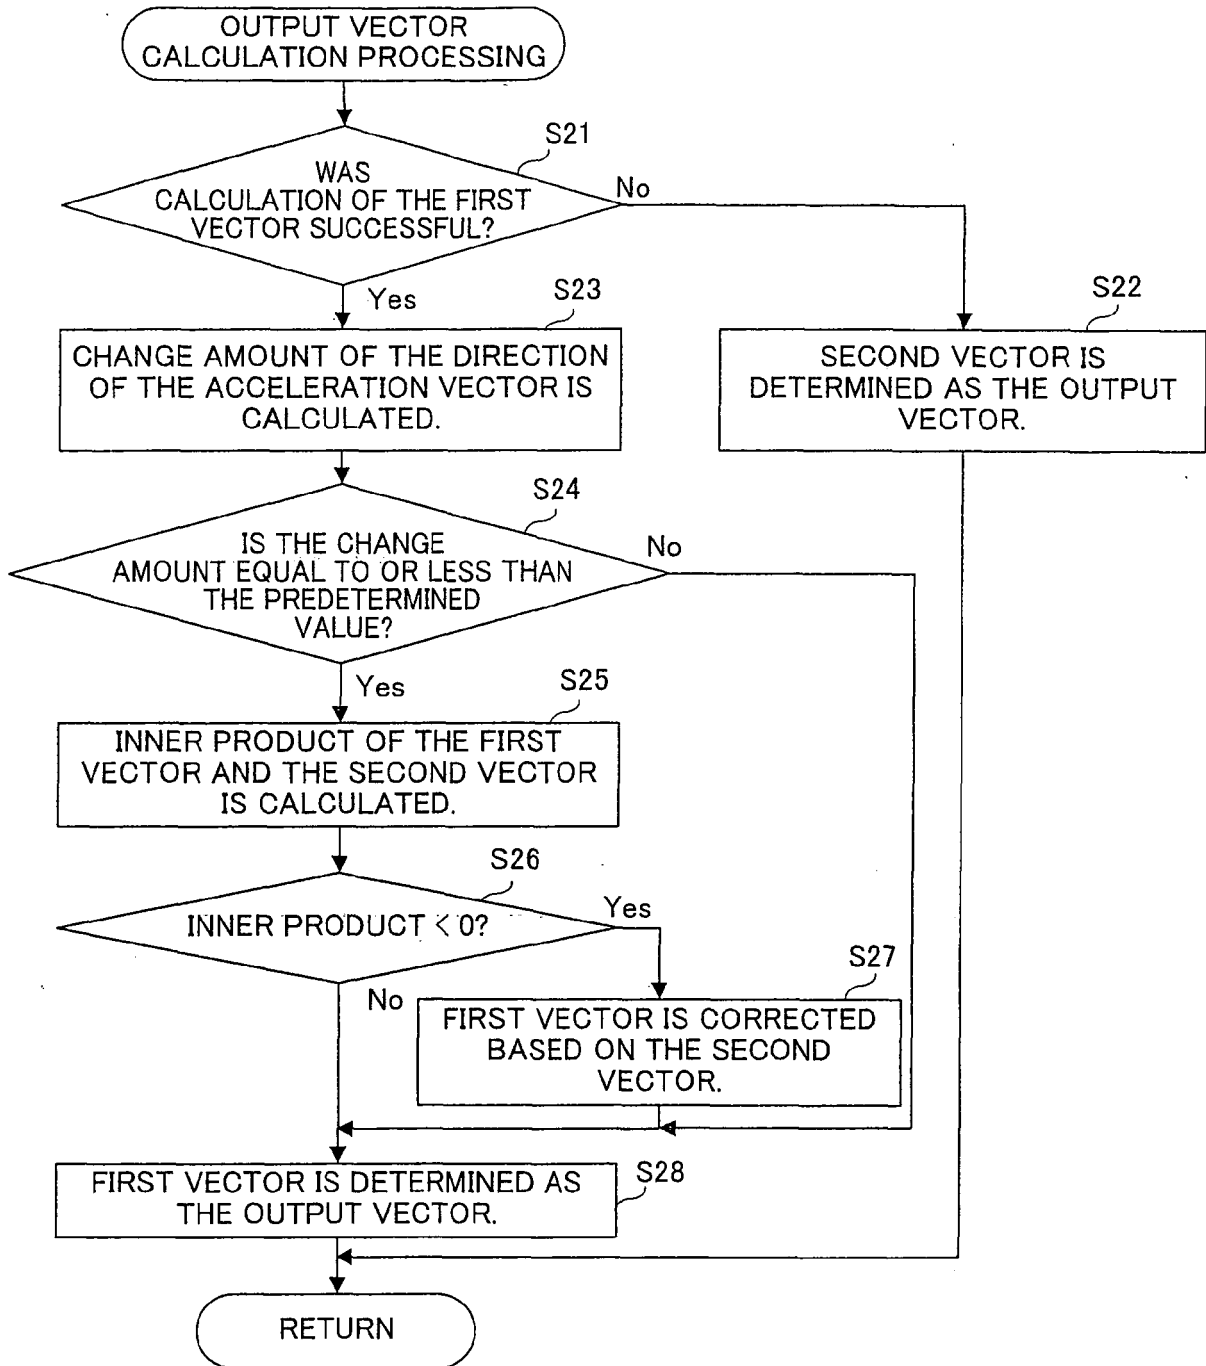 OUTPUT VECTOR
CALCULATION PROCESSING
S21
WAS
CALCULATION OF THE FIRST
VECTOR SUCCESSFUL?
No
Yes
S23
S22
CHANGE AMOUNT OF THE DIRECTION
OF THE ACCELERATION VECTOR IS
CALCULATED.
SECOND VECTOR IS
DETERMINED AS THE OUTPUT
VECTOR.
S24
IS THE CHANGE
AMOUNT EQUAL TO OR LESS THAN
THE PREDETERMINED
VALUE?
No
Yes
S25
INNER PRODUCT OF THE FIRST
VECTOR AND THE SECOND VECTOR
IS CALCULATED.
S26
INNER PRODUCT < 0?
Yes
No
S27
FIRST VECTOR IS CORRECTED
BASED ON THE SECOND
VECTOR.
FIRST VECTOR IS DETERMINED AS
THE OUTPUT VECTOR.
S28
RETURN